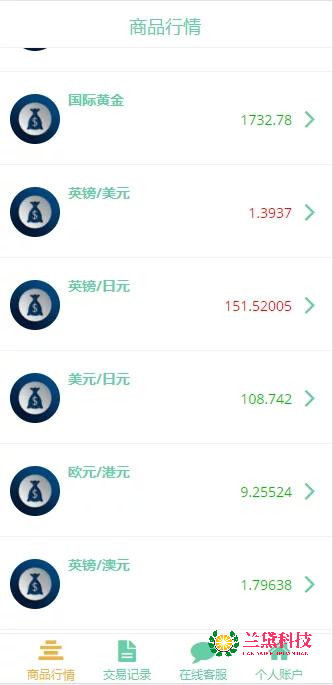 商品行情
国际黄金
1732.78
英镑/美元
1.3937
英镑/日元
151.52005
美元/日元
108.742
欧元/港元
9.25524
英镑/澳元
1.79638
兰黛科技
商品行情
交易记录
在线客服
个人账户